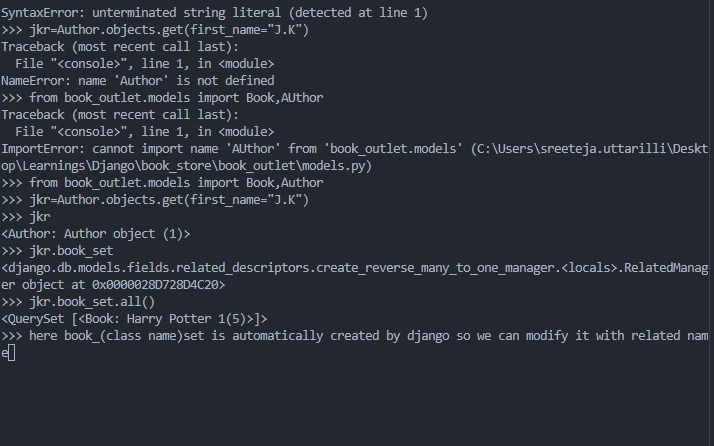 SyntaxError: unterminated string literal (detected at line 1)
>>> jkr=Author.objects.get(first_name="J.K")
Traceback (most recent call last):
  File "<console>", line 1, in <module>
NameError: name 'Author' is not defined
>>> from book_outlet.models import Book,AUthor
Traceback (most recent call last):
  File "<console>", line 1, in <module>
ImportError: cannot import name 'AUthor' from 'book_outlet.models' (C:\Users\sreeteja.uttarilli\Deskt
op\Learnings\Django\book_store\book_outlet\models.py)
>>> from book_outlet.models import Book,Author
>>> jkr=Author.objects.get(first_name="J.K")
>>> jkr
<Author: Author object (1)>
>>> jkr.book_set
<django.db.models.fields.related_descriptors.create_reverse_many_to_one_manager.<locals>.RelatedManag
er object at 0x0000028D728D4C20>
>>> jkr.book_set.all()
<QuerySet [<Book: Harry Potter 1(5)>]>
>>> here book_(class name)set is automatically created by django so we can modify it with related nam
e